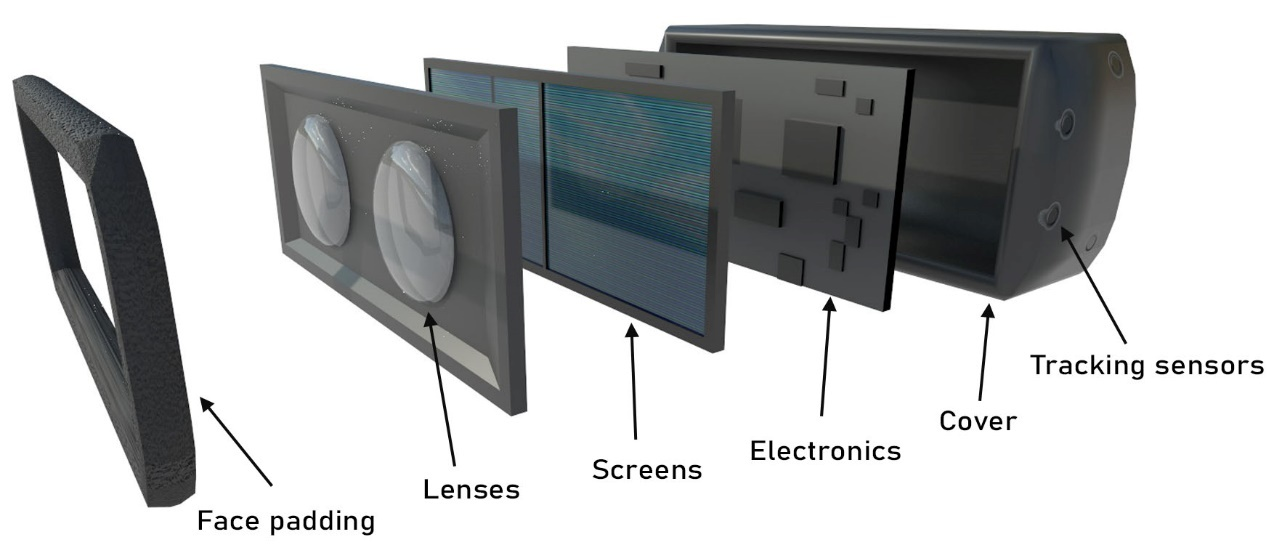 Face padding
Lenses
Screens
Electronics
Cover
Tracking sensors